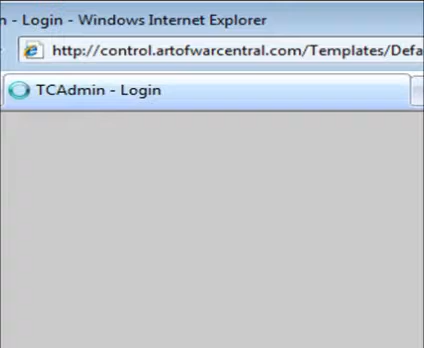 n - Login - Windows Internet Explorer
http://control.artofwarcentral.com/Templates/Defa
TCAdmin - Login